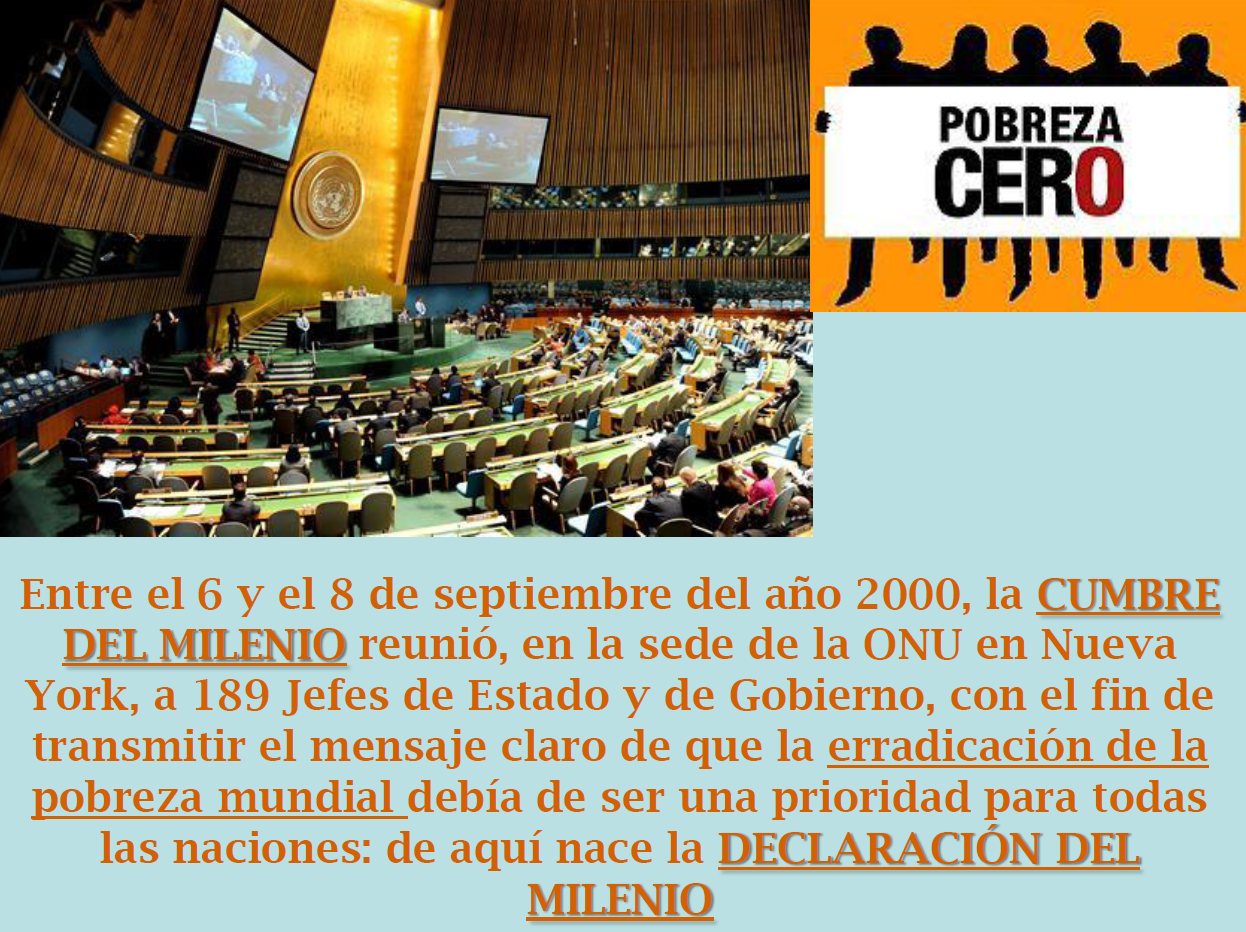 POBREZA
CERO
Entre el 6 y el 8 de septiembre del año 2000, la CUMBRE
DEL MILENIO reunió, en la sede de la ONU en Nueva
York, a 189 Jefes de Estado y de Gobierno, con el fin de
transmitir el mensaje claro de que la erradicación de la
pobreza mundial debía de ser una prioridad para todas
las naciones: de aquí nace la DECLARACIÓN DEL
MILENIO